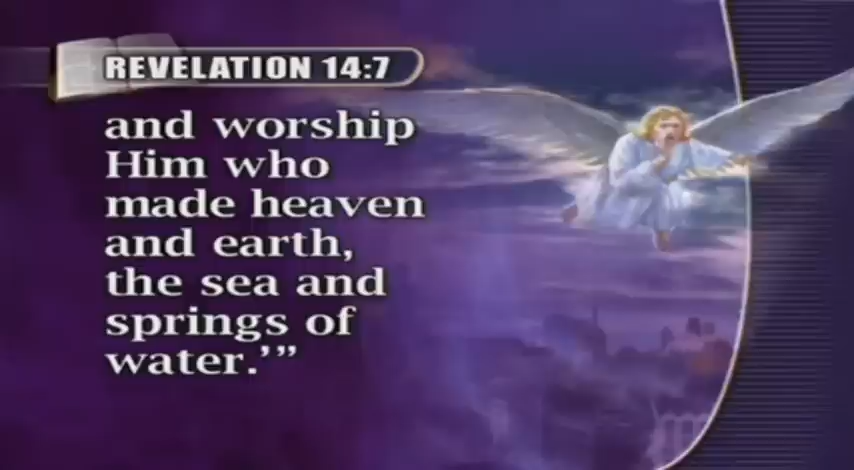 REVELATION 14:7
and worship
Him who
made heaven
and earth,
the sea and
springs of
water.’”